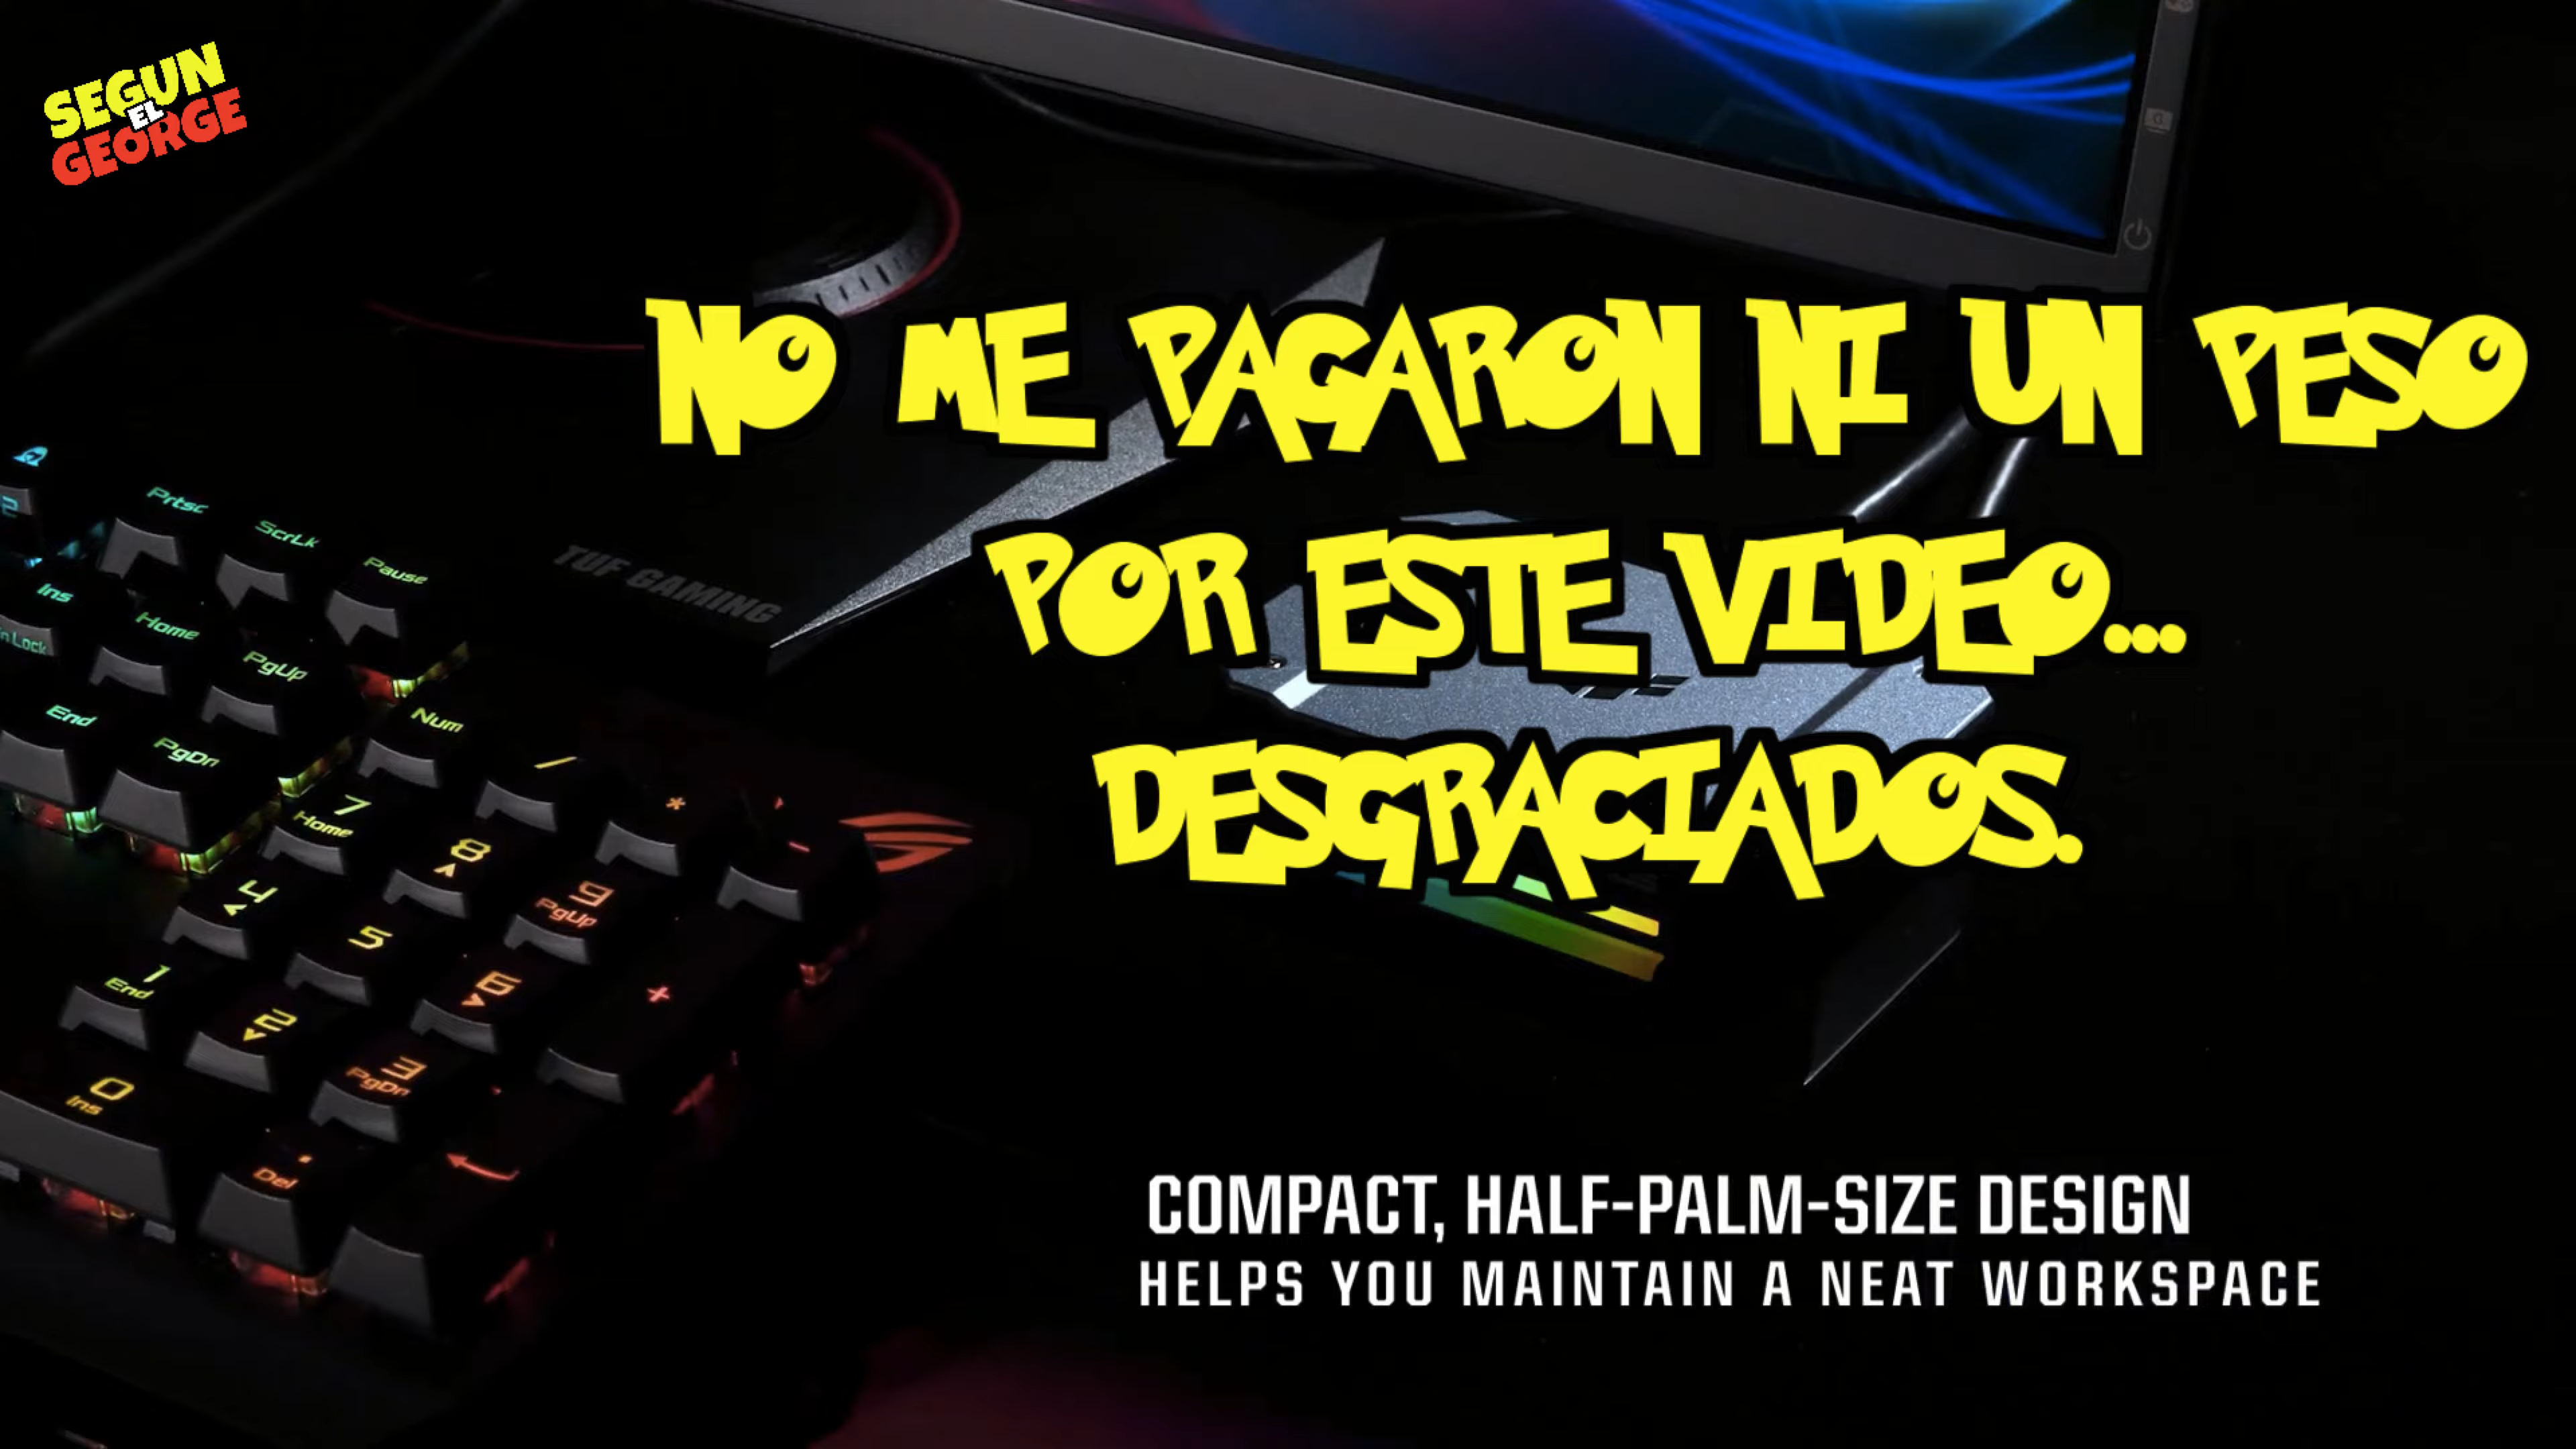 SEGUN
EL
GEORGE
NO ME PAGARON NI UN PESO
POR ESTE VIDEO...
DESGRACIADOS.
Prtsc
ScrLk
Pause
Ins
Home
PgUp
End
PgDn
Num
/
*
-
7
Home
8
9
PgUp
4
5
6
+
1
End
2
3
PgDn
0
Ins
.
Del
TUF GAMING
COMPACT, HALF-PALM-SIZE DESIGN
HELPS YOU MAINTAIN A NEAT WORKSPACE